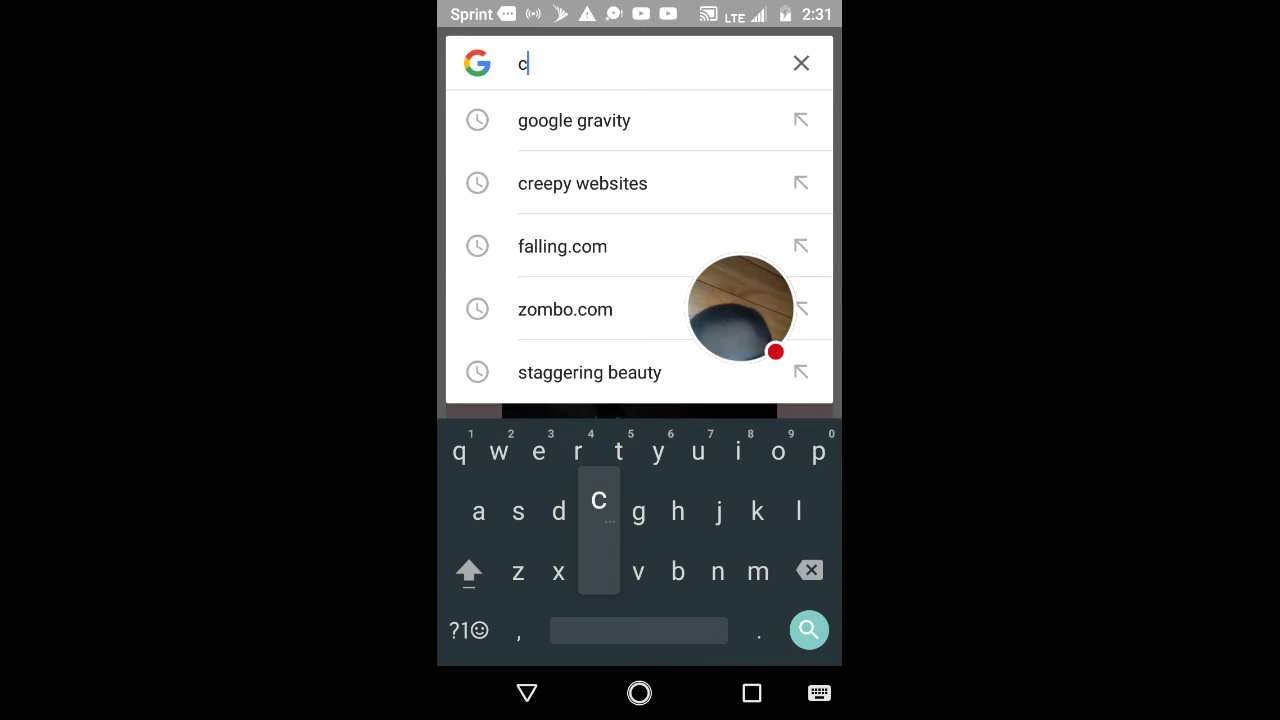 Sprint LTE 2:31
c
google gravity
creepy websites
falling.com
zombo.com
staggering beauty
1 2 3 4 5 6 7 8 9 0
q w e r t y u i o p
a s d c g h j k l
z x v b n m
?1 , .